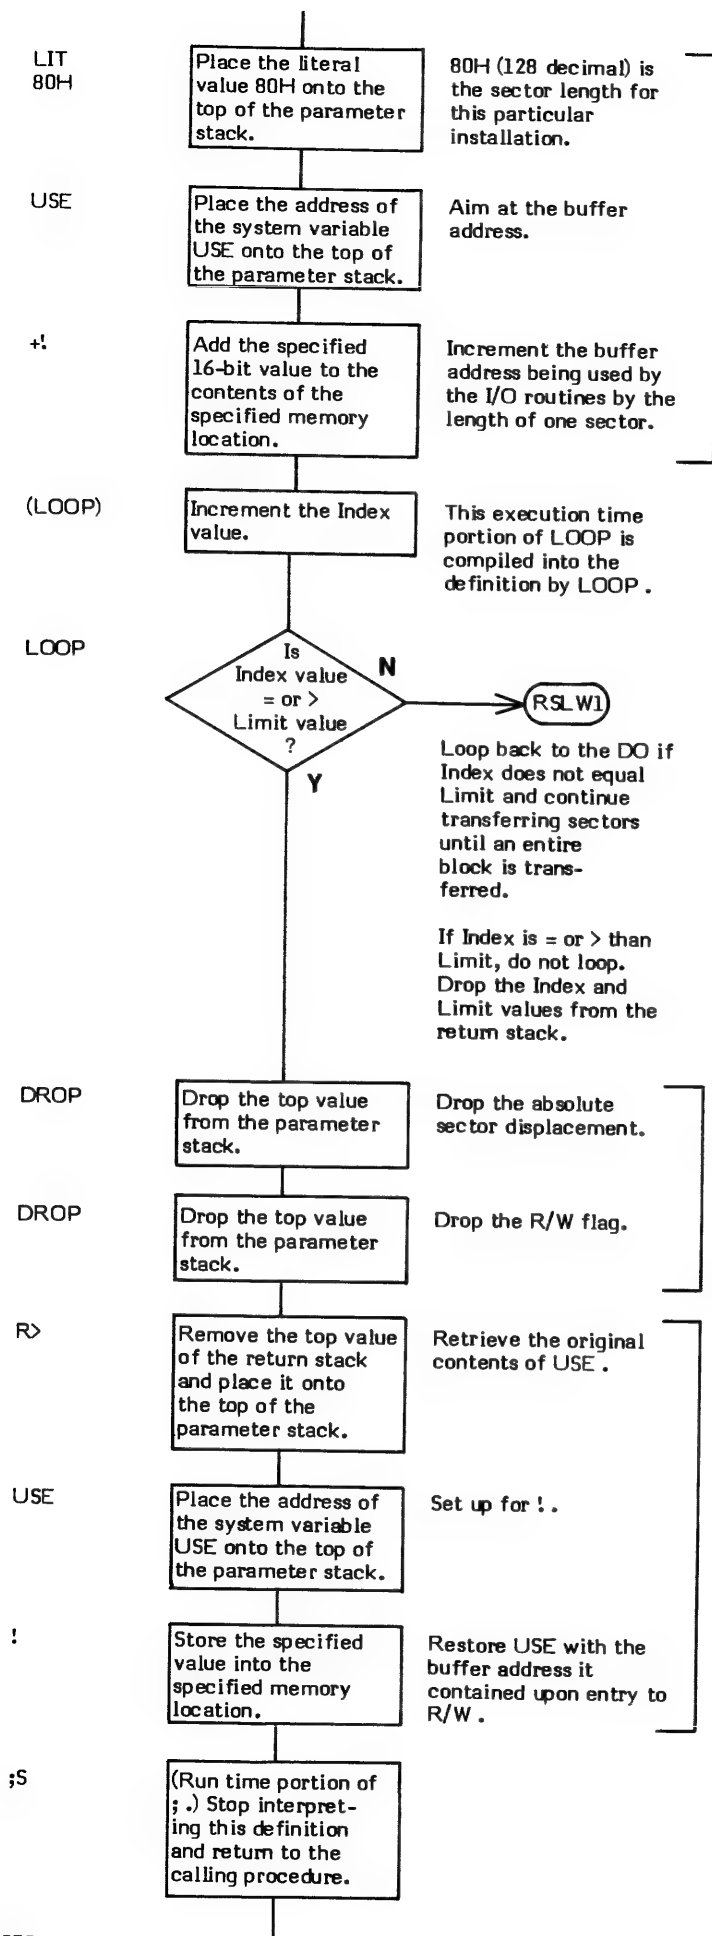 LIT
80H
Place the literal
value 80H onto the
top of the parameter
stack.
80H (128 decimal) is
the sector length for
this particular
installation.
USE
Place the address of
the system variable
USE onto the top of
the parameter stack.
Aim at the buffer
address.
+!
Add the specified
16-bit value to the
contents of the
specified memory
location.
Increment the buffer
address being used by
the I/O routines by the
length of one sector.
(LOOP)
Increment the Index
value.
This execution time
portion of LOOP is
compiled into the
definition by LOOP .
LOOP
Is
Index value
= or >
Limit value
?
N
RSLW1
Y
Loop back to the DO if
Index does not equal
Limit and continue
transferring sectors
until an entire
block is trans-
ferred.
If Index is = or > than
Limit, do not loop.
Drop the Index and
Limit values from the
return stack.
DROP
Drop the top value
from the parameter
stack.
Drop the absolute
sector displacement.
DROP
Drop the top value
from the parameter
stack.
Drop the R/W flag.
R>
Remove the top value
of the return stack
and place it onto
the top of the
parameter stack.
Retrieve the original
contents of USE .
USE
Place the address of
the system variable
USE onto the top of
the parameter stack.
Set up for ! .
!
Store the specified
value into the
specified memory
location.
Restore USE with the
buffer address it
contained upon entry to
R/W .
;S
(Run time portion of
; .) Stop interpret-
ing this definition
and return to the
calling procedure.